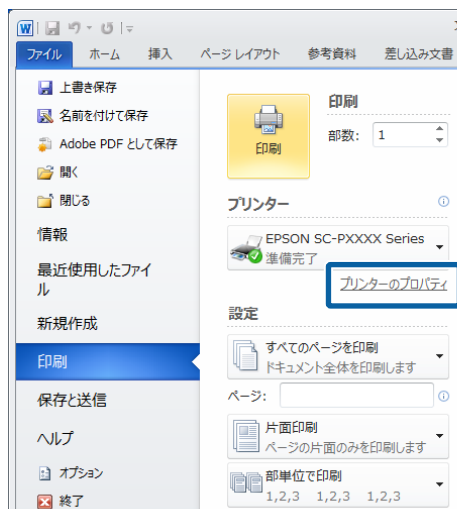 W
ファイル ホーム 挿入 ページ レイアウト 参考資料 差し込み文書
上書き保存
名前を付けて保存
Adobe PDF として保存
開く
閉じる
情報
最近使用したファイ
ル
新規作成
印刷
保存と送信
ヘルプ
オプション
終了
印刷
印刷
部数: 1
プリンター
EPSON SC-PXXXX Series
準備完了
プリンターのプロパティ
設定
すべてのページを印刷
ドキュメント全体を印刷します
ページ:
片面印刷
ページの片面のみを印刷します
部単位で印刷
1,2,3 1,2,3 1,2,3